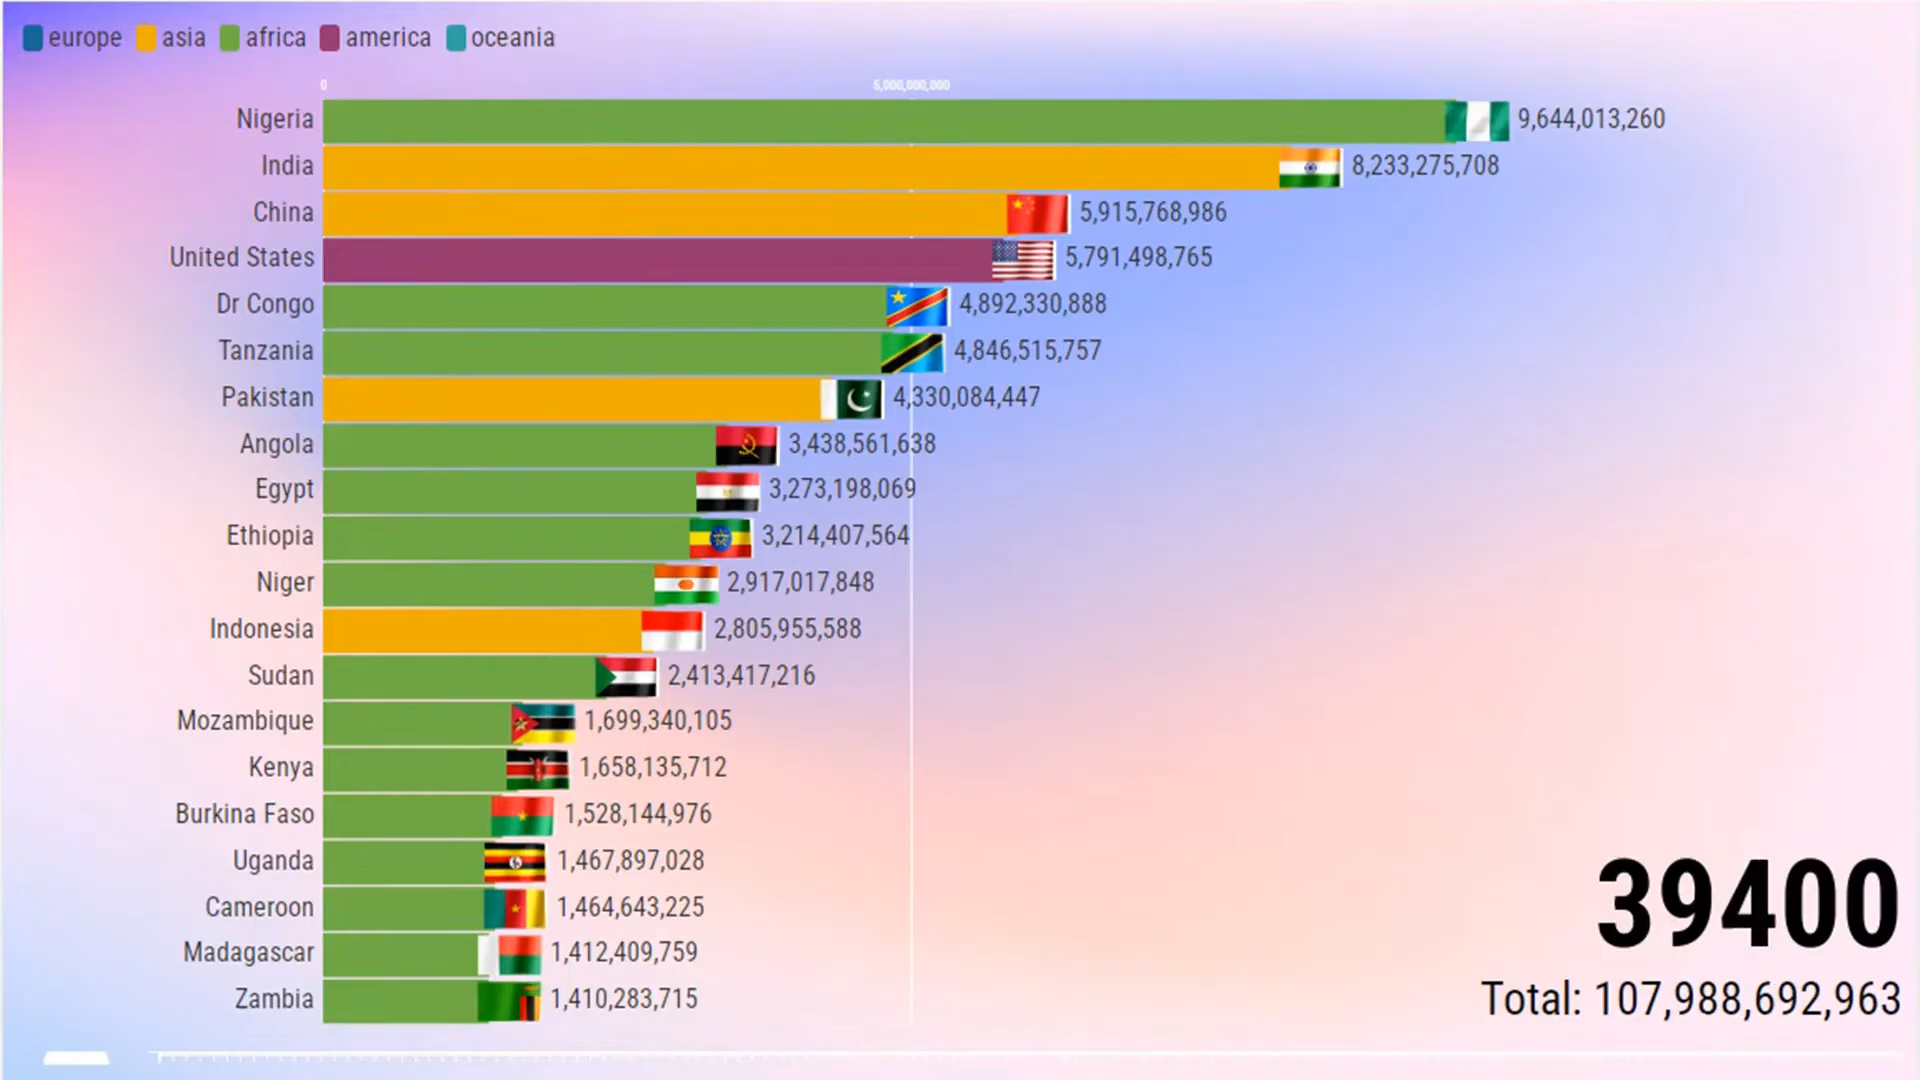 europe asia africa america oceania
0 5,000,000,000
Nigeria 9,644,013,260
India 8,233,275,708
China 5,915,768,986
United States 5,791,498,765
Dr Congo 4,892,330,888
Tanzania 4,846,515,757
Pakistan 4,330,084,447
Angola 3,438,561,638
Egypt 3,273,198,069
Ethiopia 3,214,407,564
Niger 2,917,017,848
Indonesia 2,805,955,588
Sudan 2,413,417,216
Mozambique 1,699,340,105
Kenya 1,658,135,712
Burkina Faso 1,528,144,976
Uganda 1,467,897,028
Cameroon 1,464,643,225
Madagascar 1,412,409,759
Zambia 1,410,283,715
39400
Total: 107,988,692,963